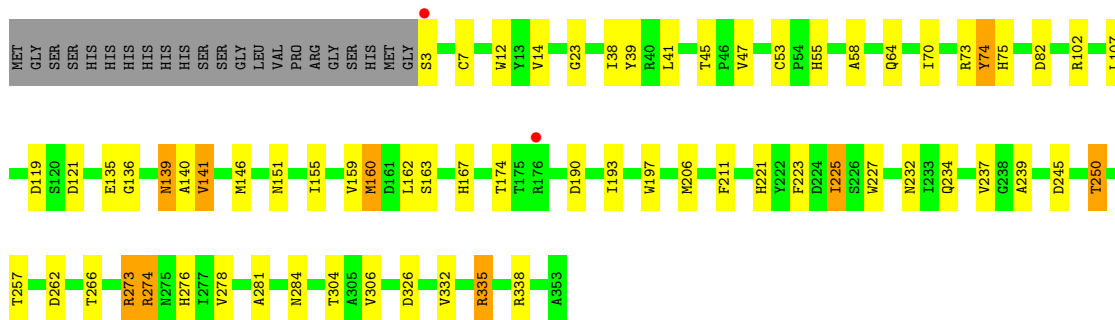 MET GLY SER SER HIS HIS HIS HIS HIS HIS SER SER GLY LEU VAL PRO ARG GLY SER HIS MET GLY S3 C7 W12 Y13 V14 G23 I38 Y39 R40 L41 T45 P46 V47 C53 P54 H55 A58 Q64 I70 R73 Y74 H75 D82 R102
D119 S120 D121 E135 G136 N139 A140 V141 M146 N151 I155 V159 M160 D161 L162 S163 H167 T174 T175 R176 D190 I193 W197 M206 F211 H221 V222 F223 D224 I225 S226 W227 N232 I233 Q234 V237 G238 A239 D245 T250
T257 D262 T266 R273 R274 N275 H276 I277 V278 A281 N284 T304 A305 V306 D326 V332 R335 R338 A353